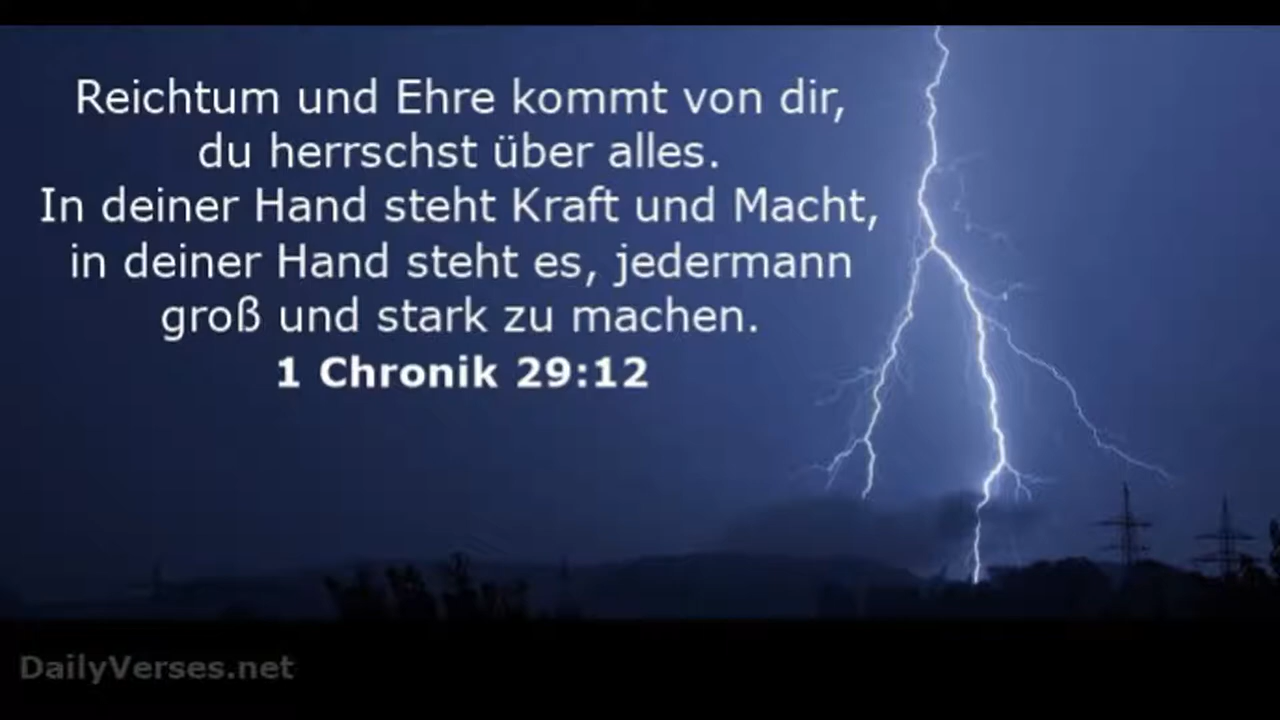 Reichtum und Ehre kommt von dir,
du herrschst über alles.
In deiner Hand steht Kraft und Macht,
in deiner Hand steht es, jedermann
groß und stark zu machen.
1 Chronik 29:12
DailyVerses.net